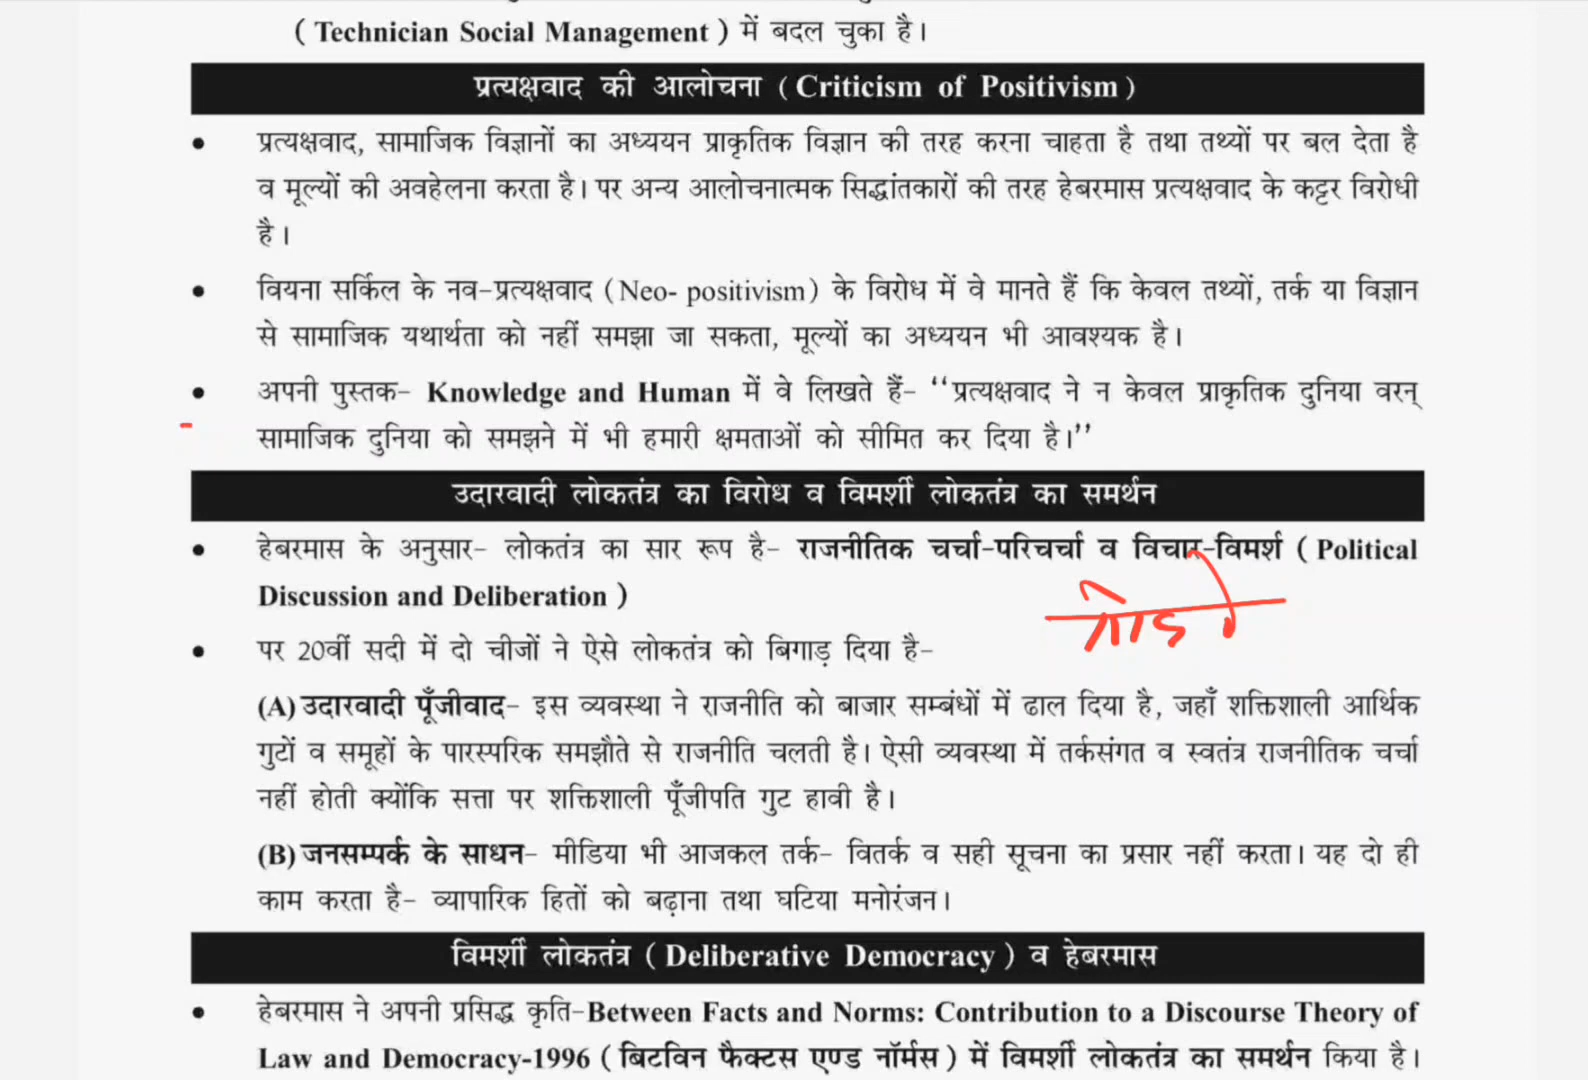 ( Technician Social Management ) में बदल चुका है।
प्रत्यक्षवाद की आलोचना ( Criticism of Positivism )
• प्रत्यक्षवाद, सामाजिक विज्ञानों का अध्ययन प्राकृतिक विज्ञान की तरह करना चाहता है तथा तथ्यों पर बल देता है
व मूल्यों की अवहेलना करता है। पर अन्य आलोचनात्मक सिद्धांतकारों की तरह हेबरमास प्रत्यक्षवाद के कट्टर विरोधी
है।
• वियना सर्किल के नव-प्रत्यक्षवाद (Neo- positivism) के विरोध में वे मानते हैं कि केवल तथ्यों, तर्क या विज्ञान
से सामाजिक यथार्थता को नहीं समझा जा सकता, मूल्यों का अध्ययन भी आवश्यक है।
• अपनी पुस्तक- Knowledge and Human में वे लिखते हैं- “प्रत्यक्षवाद ने न केवल प्राकृतिक दुनिया वरन्
सामाजिक दुनिया को समझने में भी हमारी क्षमताओं को सीमित कर दिया है।”
उदारवादी लोकतंत्र का विरोध व विमर्शी लोकतंत्र का समर्थन
• हेबरमास के अनुसार- लोकतंत्र का सार रूप है- राजनीतिक चर्चा-परिचर्चा व विचार-विमर्श ( Political
Discussion and Deliberation )
• पर 20वीं सदी में दो चीजों ने ऐसे लोकतंत्र को बिगाड़ दिया है-
(A) उदारवादी पूँजीवाद- इस व्यवस्था ने राजनीति को बाजार सम्बंधों में ढाल दिया है, जहाँ शक्तिशाली आर्थिक
गुटों व समूहों के पारस्परिक समझौते से राजनीति चलती है। ऐसी व्यवस्था में तर्कसंगत व स्वतंत्र राजनीतिक चर्चा
नहीं होती क्योंकि सत्ता पर शक्तिशाली पूँजीपति गुट हावी है।
(B) जनसम्पर्क के साधन- मीडिया भी आजकल तर्क- वितर्क व सही सूचना का प्रसार नहीं करता। यह दो ही
काम करता है- व्यापारिक हितों को बढ़ाना तथा घटिया मनोरंजन।
विमर्शी लोकतंत्र ( Deliberative Democracy ) व हेबरमास
• हेबरमास ने अपनी प्रसिद्ध कृति-Between Facts and Norms: Contribution to a Discourse Theory of
Law and Democracy-1996 ( बिटविन फैक्टस एण्ड नॉर्मस ) में विमर्शी लोकतंत्र का समर्थन किया है।